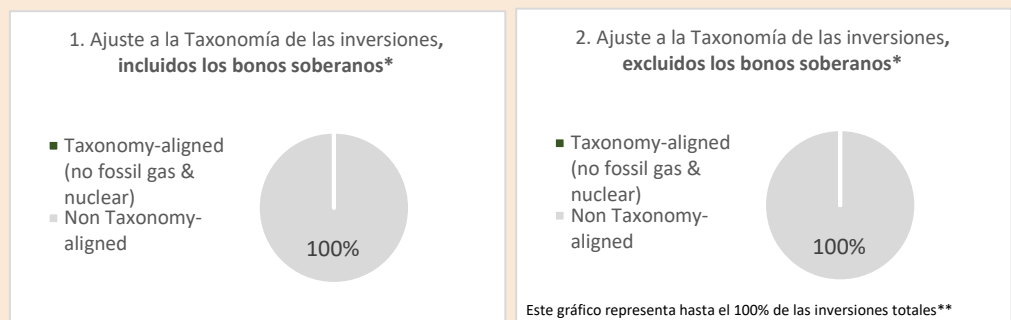 1. Ajuste a la Taxonomía de las inversiones,
incluidos los bonos soberanos*
Taxonomy-aligned
(no fossil gas &
nuclear)
Non Taxonomy-
aligned
100%
2. Ajuste a la Taxonomía de las inversiones,
excluidos los bonos soberanos*
Taxonomy-aligned
(no fossil gas &
nuclear)
Non Taxonomy-
aligned
100%
Este gráfico representa hasta el 100% de las inversiones totales**